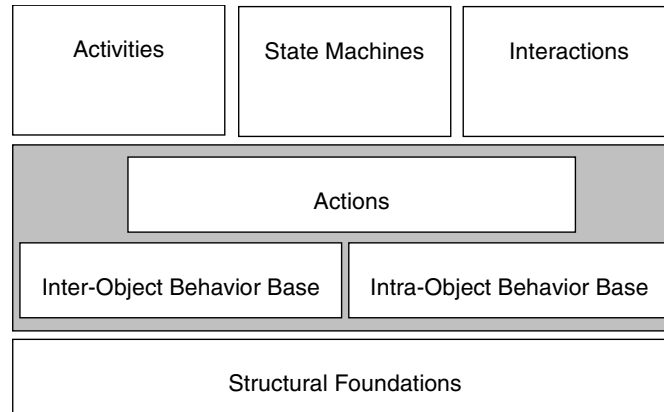 Activities
State Machines
Interactions
Actions
Inter-Object Behavior Base
Intra-Object Behavior Base
Structural Foundations